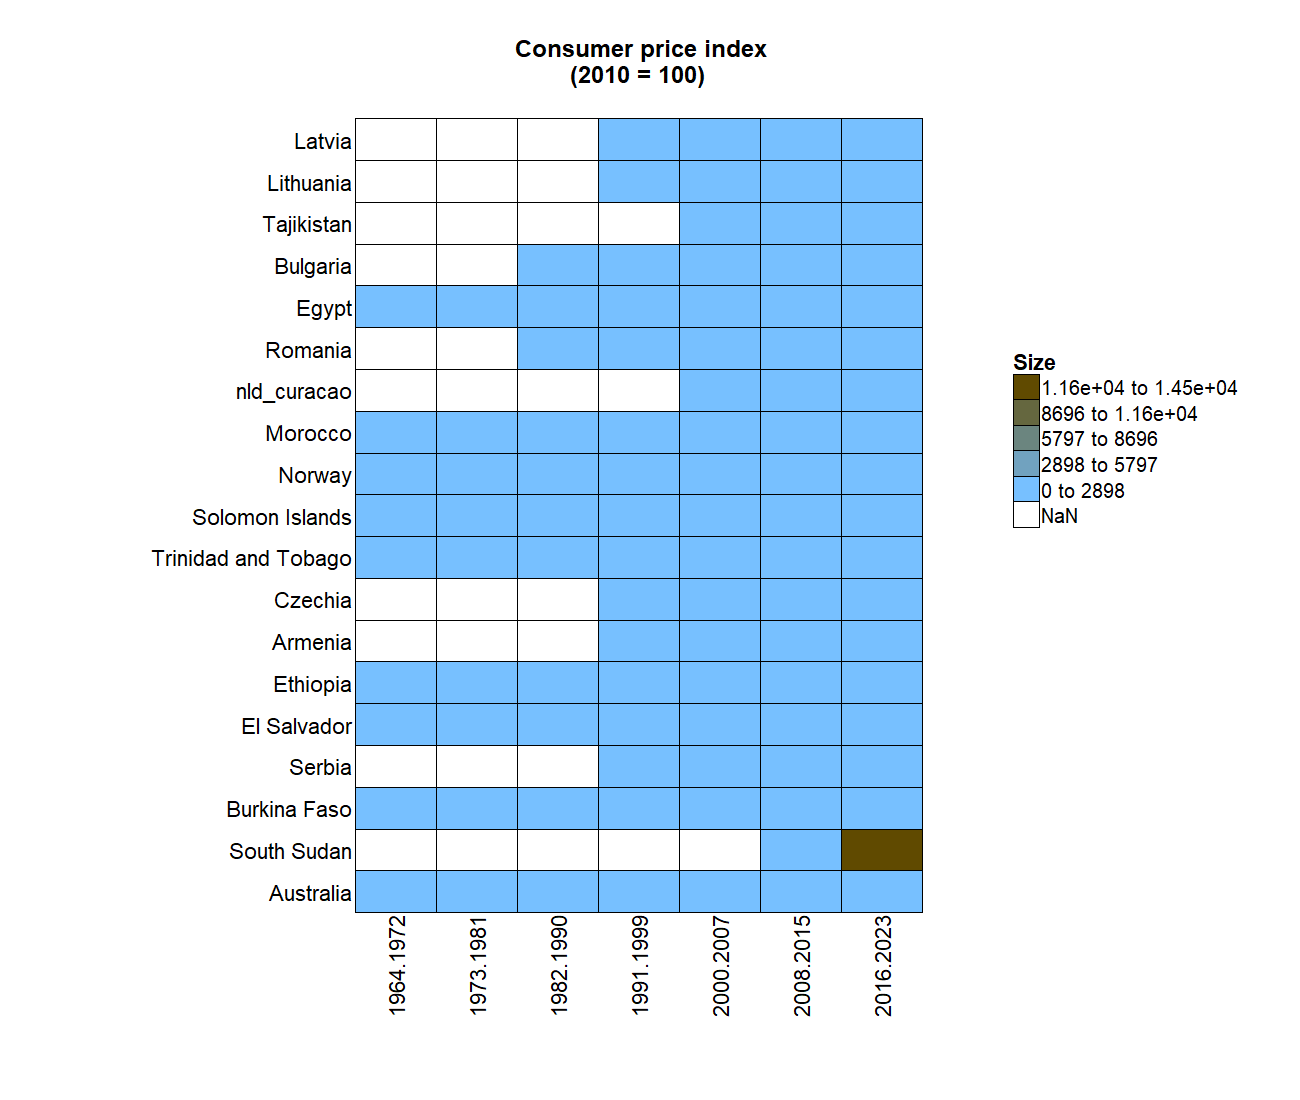 Consumer price index
(2010 = 100)
Latvia
Lithuania
Tajikistan
Bulgaria
Egypt
Romania
nld_curacao
Morocco
Norway
Solomon Islands
Trinidad and Tobago
Czechia
Armenia
Ethiopia
El Salvador
Serbia
Burkina Faso
South Sudan
Australia
1964.1972
1973.1981
1982.1990
1991.1999
2000.2007
2008.2015
2016.2023
Size
1.16e+04 to 1.45e+04
8696 to 1.16e+04
5797 to 8696
2898 to 5797
0 to 2898
NaN